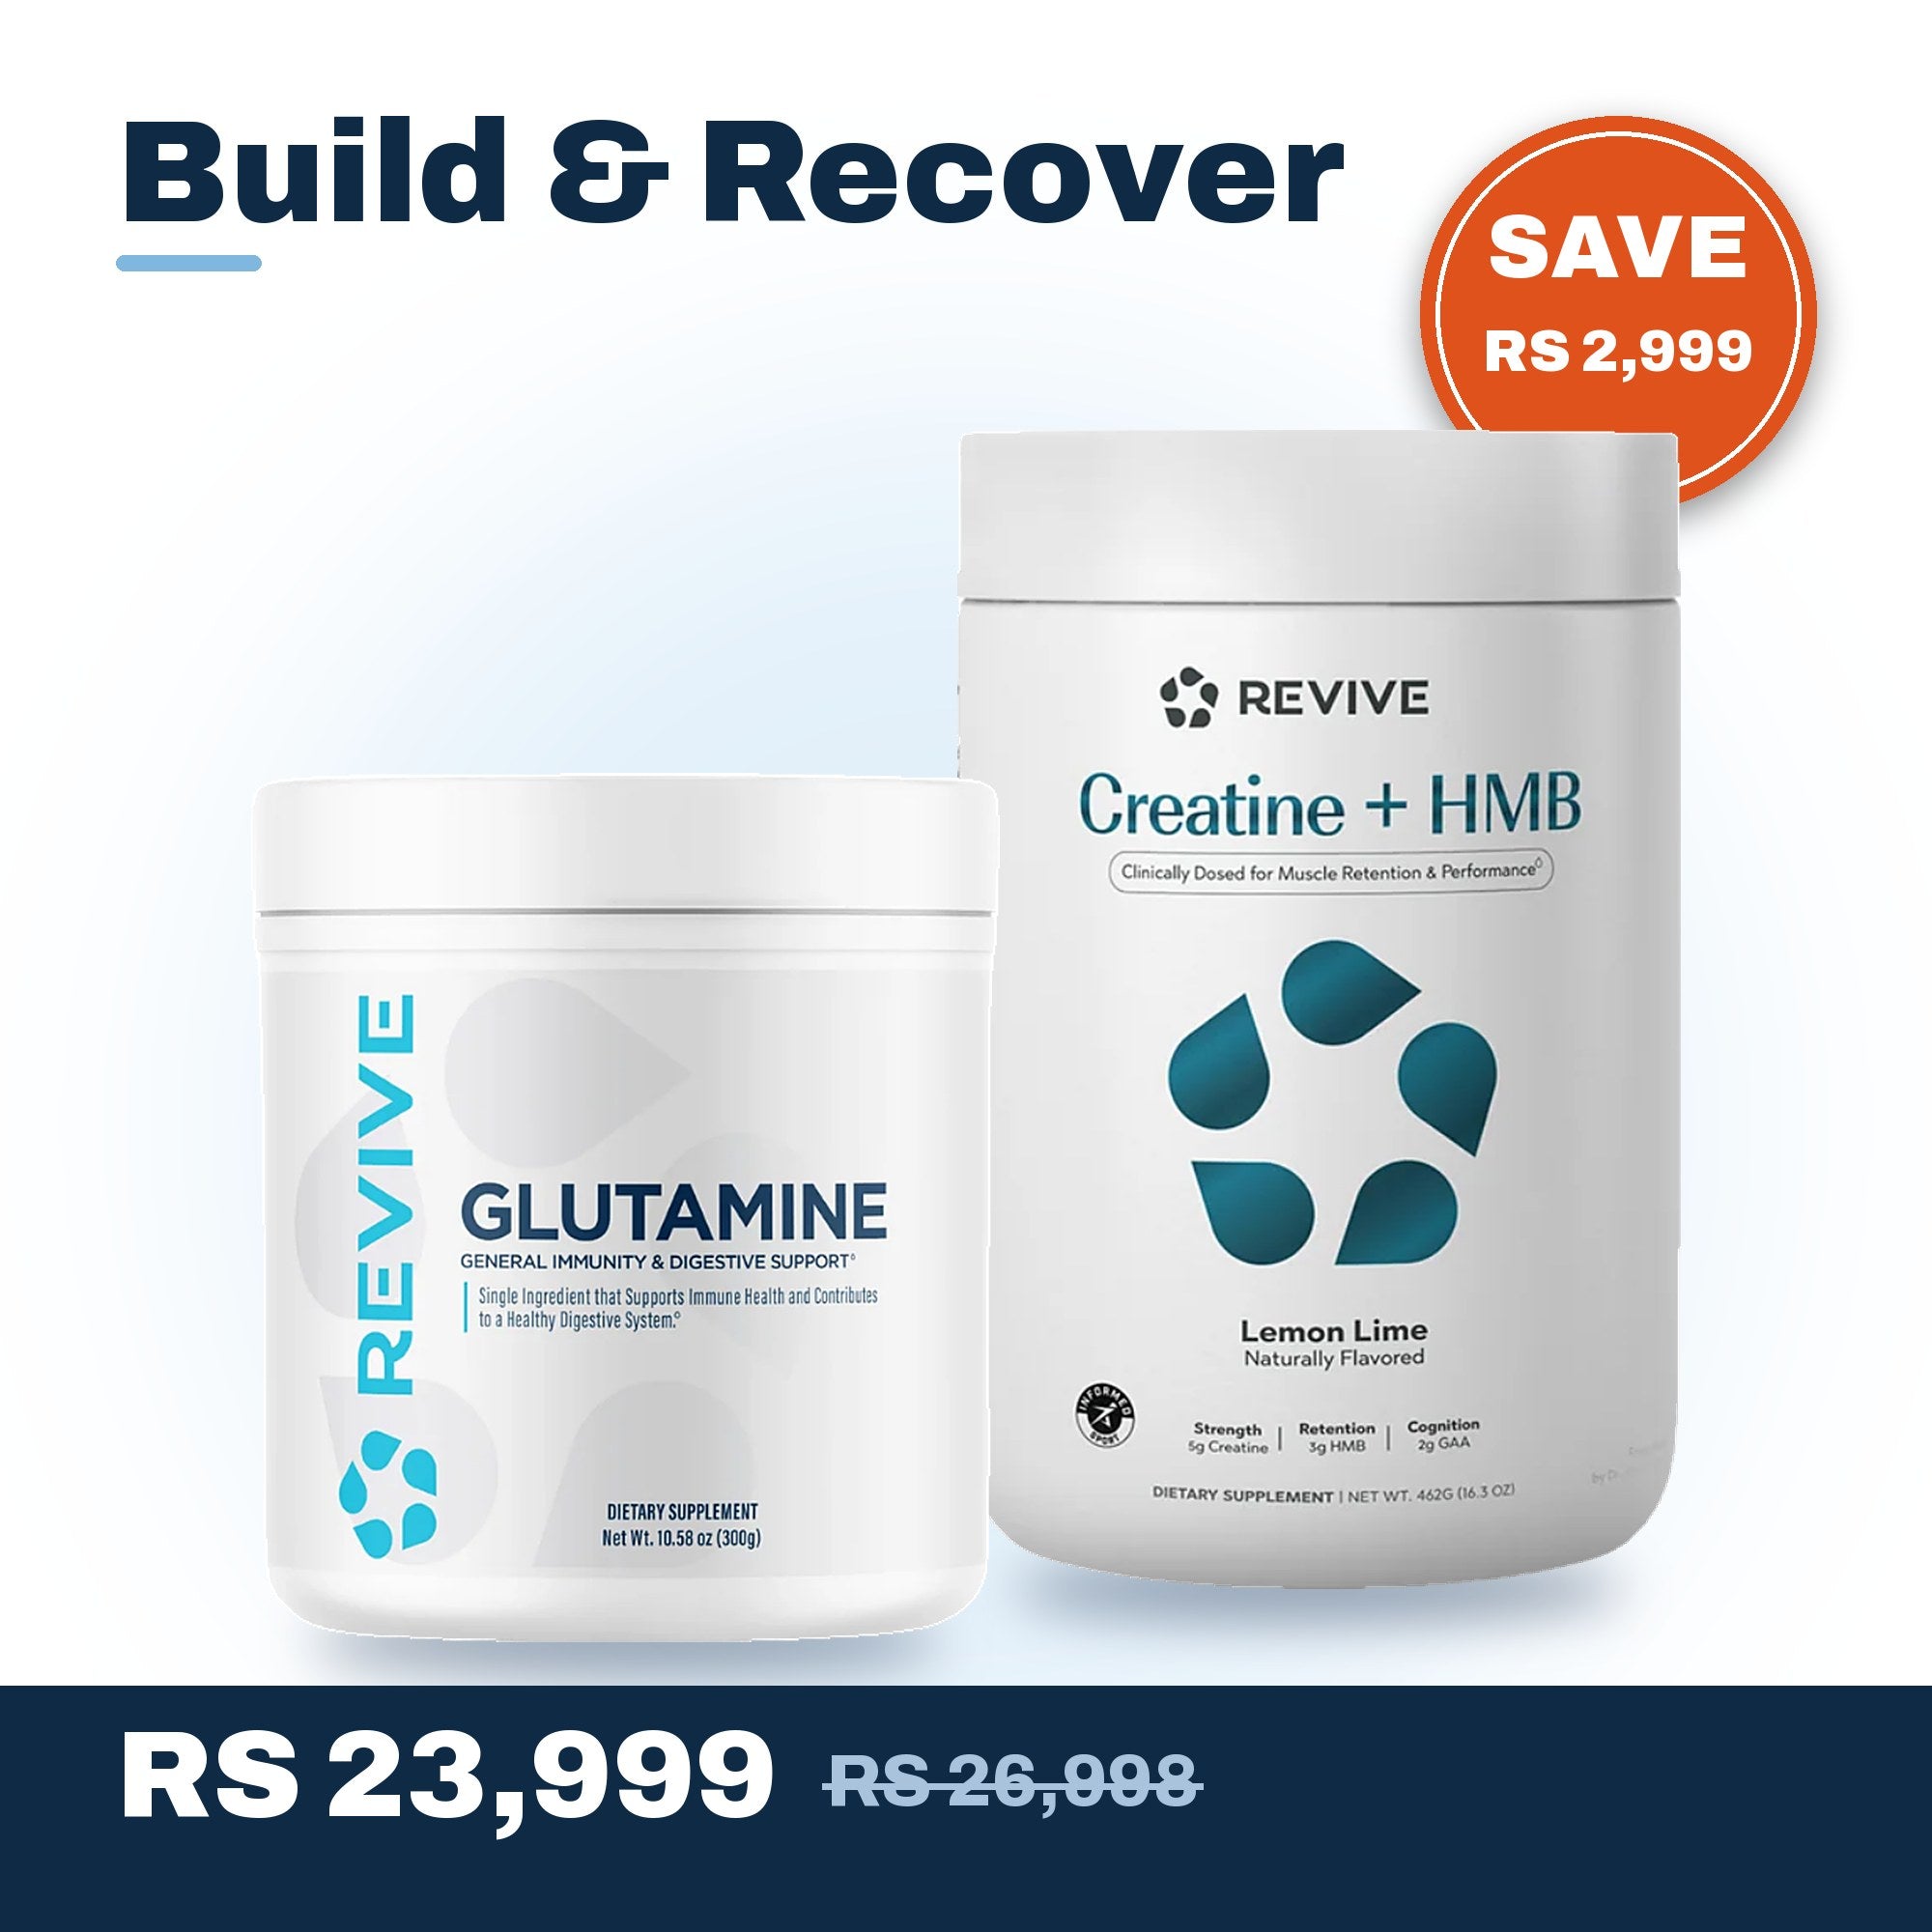 Build & Recover
SAVE
RS 2,999
REVIVE
Creatine + HMB
Clinically Dosed for Muscle Retention & Performance◊
Lemon Lime
Naturally Flavored
INFORMED
SPORT
Strength | Retention | Cognition
5g Creatine | 3g HMB | 2g GAA
DIETARY SUPPLEMENT | NET WT. 462G (16.3 OZ)
REVIVE
GLUTAMINE
GENERAL IMMUNITY & DIGESTIVE SUPPORT◊
Single Ingredient that Supports Immune Health and Contributes
to a Healthy Digestive System.◊
DIETARY SUPPLEMENT
Net Wt. 10.58 oz (300g)
RS 23,999 RS 26,998